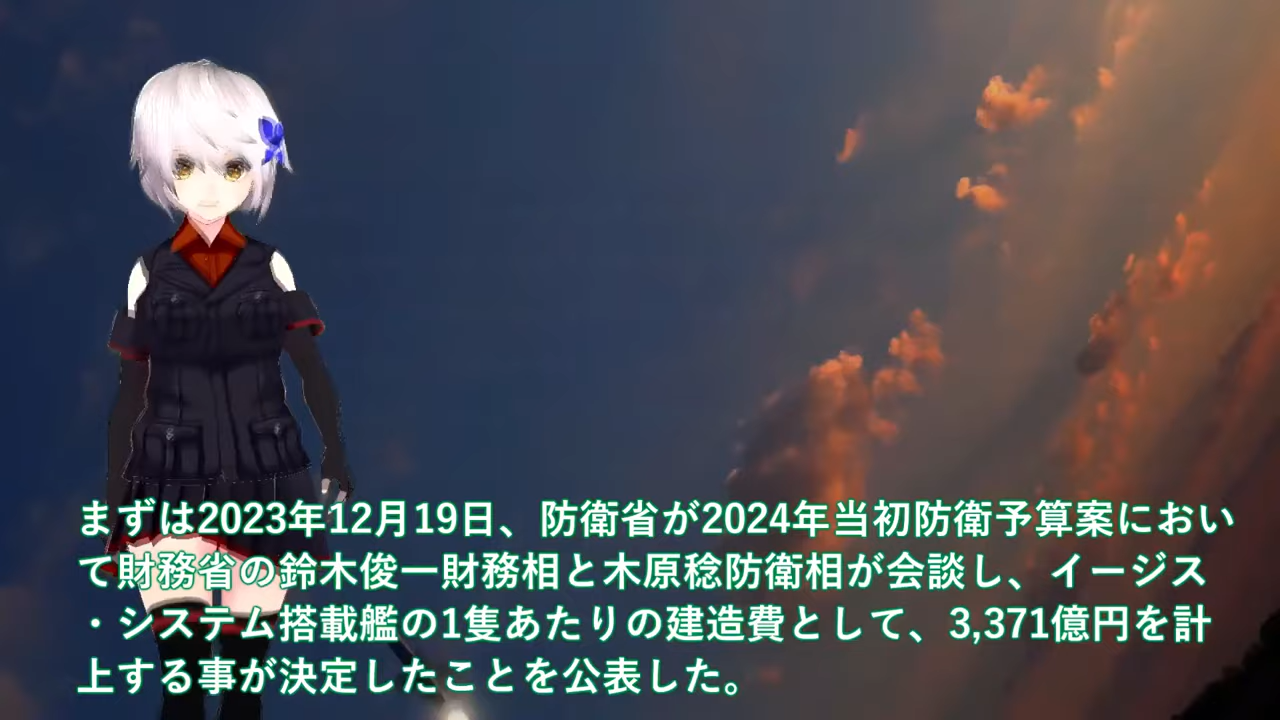 まずは2023年12月19日、防衛省が2024年当初防衛予算案におい
て財務省の鈴木俊一財務相と木原稔防衛相が会談し、イージス
・システム搭載艦の1隻あたりの建造費として、3,371億円を計
上する事が決定したことを公表した。